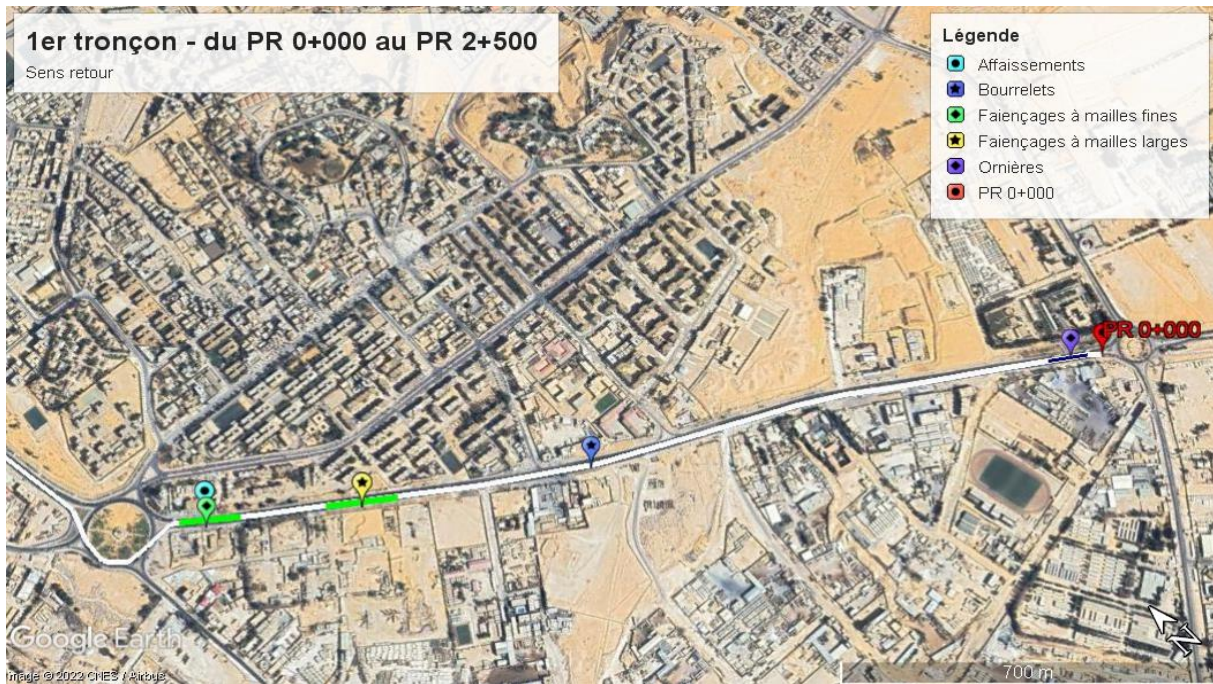 1er tronçon - du PR 0+000 au PR 2+500
Sens retour
Légende
Affaissements
Bourrelets
Faiençages à mailles fines
Faiençages à mailles larges
Ornières
PR 0+000
PR 0+000
Google Earth
Image © 2022 CNES / Airbus
700 m
N